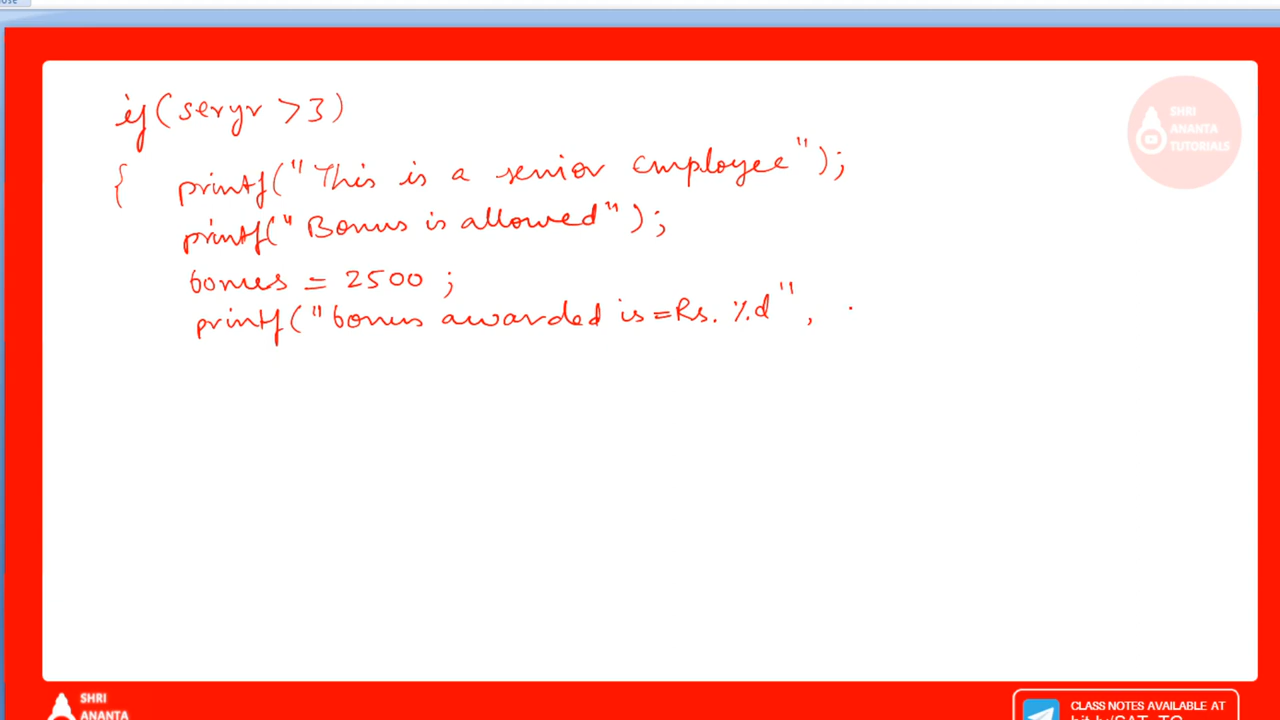 if(seryr >3)
{ printf("This is a senior employee");
printf("Bonus is allowed");
bonus = 2500 ;
printf("bonus awarded is=Rs. %d",
SHRI
ANANTA
TUTORIALS
SHRI
ANANTA
CLASS NOTES AVAILABLE AT